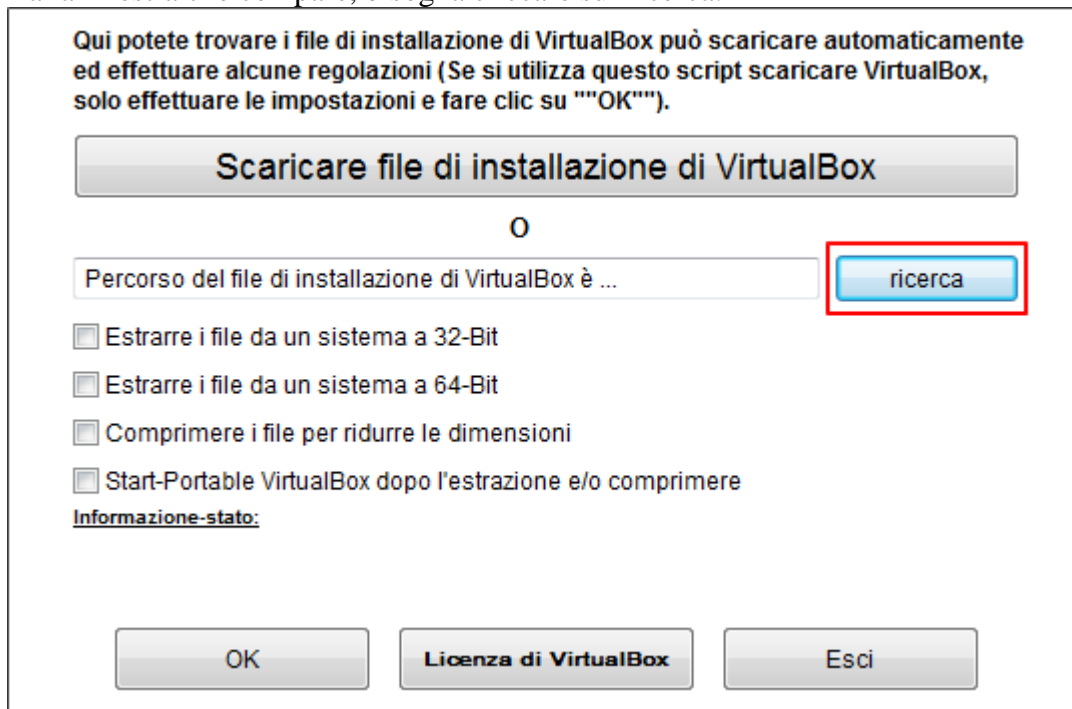 Qui potete trovare i file di installazione di VirtualBox può scaricare automaticamente
ed effettuare alcune regolazioni (Se si utilizza questo script scaricare VirtualBox,
solo effettuare le impostazioni e fare clic su ""OK"").
Scaricare file di installazione di VirtualBox
O
Percorso del file di installazione di VirtualBox è ...
ricerca
Estrarre i file da un sistema a 32-Bit
Estrarre i file da un sistema a 64-Bit
Comprimere i file per ridurre le dimensioni
Start-Portable VirtualBox dopo l'estrazione e/o comprimere
Informazione-stato:
OK
Licenza di VirtualBox
Esci